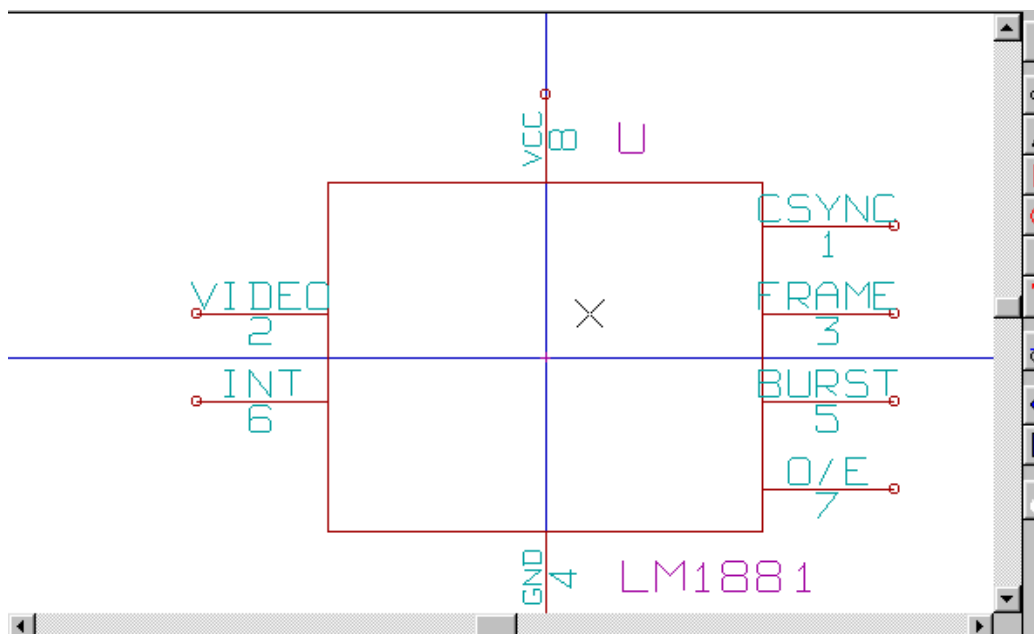 VCC
8
U
CSYNC
1
VIDEO
2
FRAME
3
INT
6
BURST
5
O/E
7
GND
4
LM1881